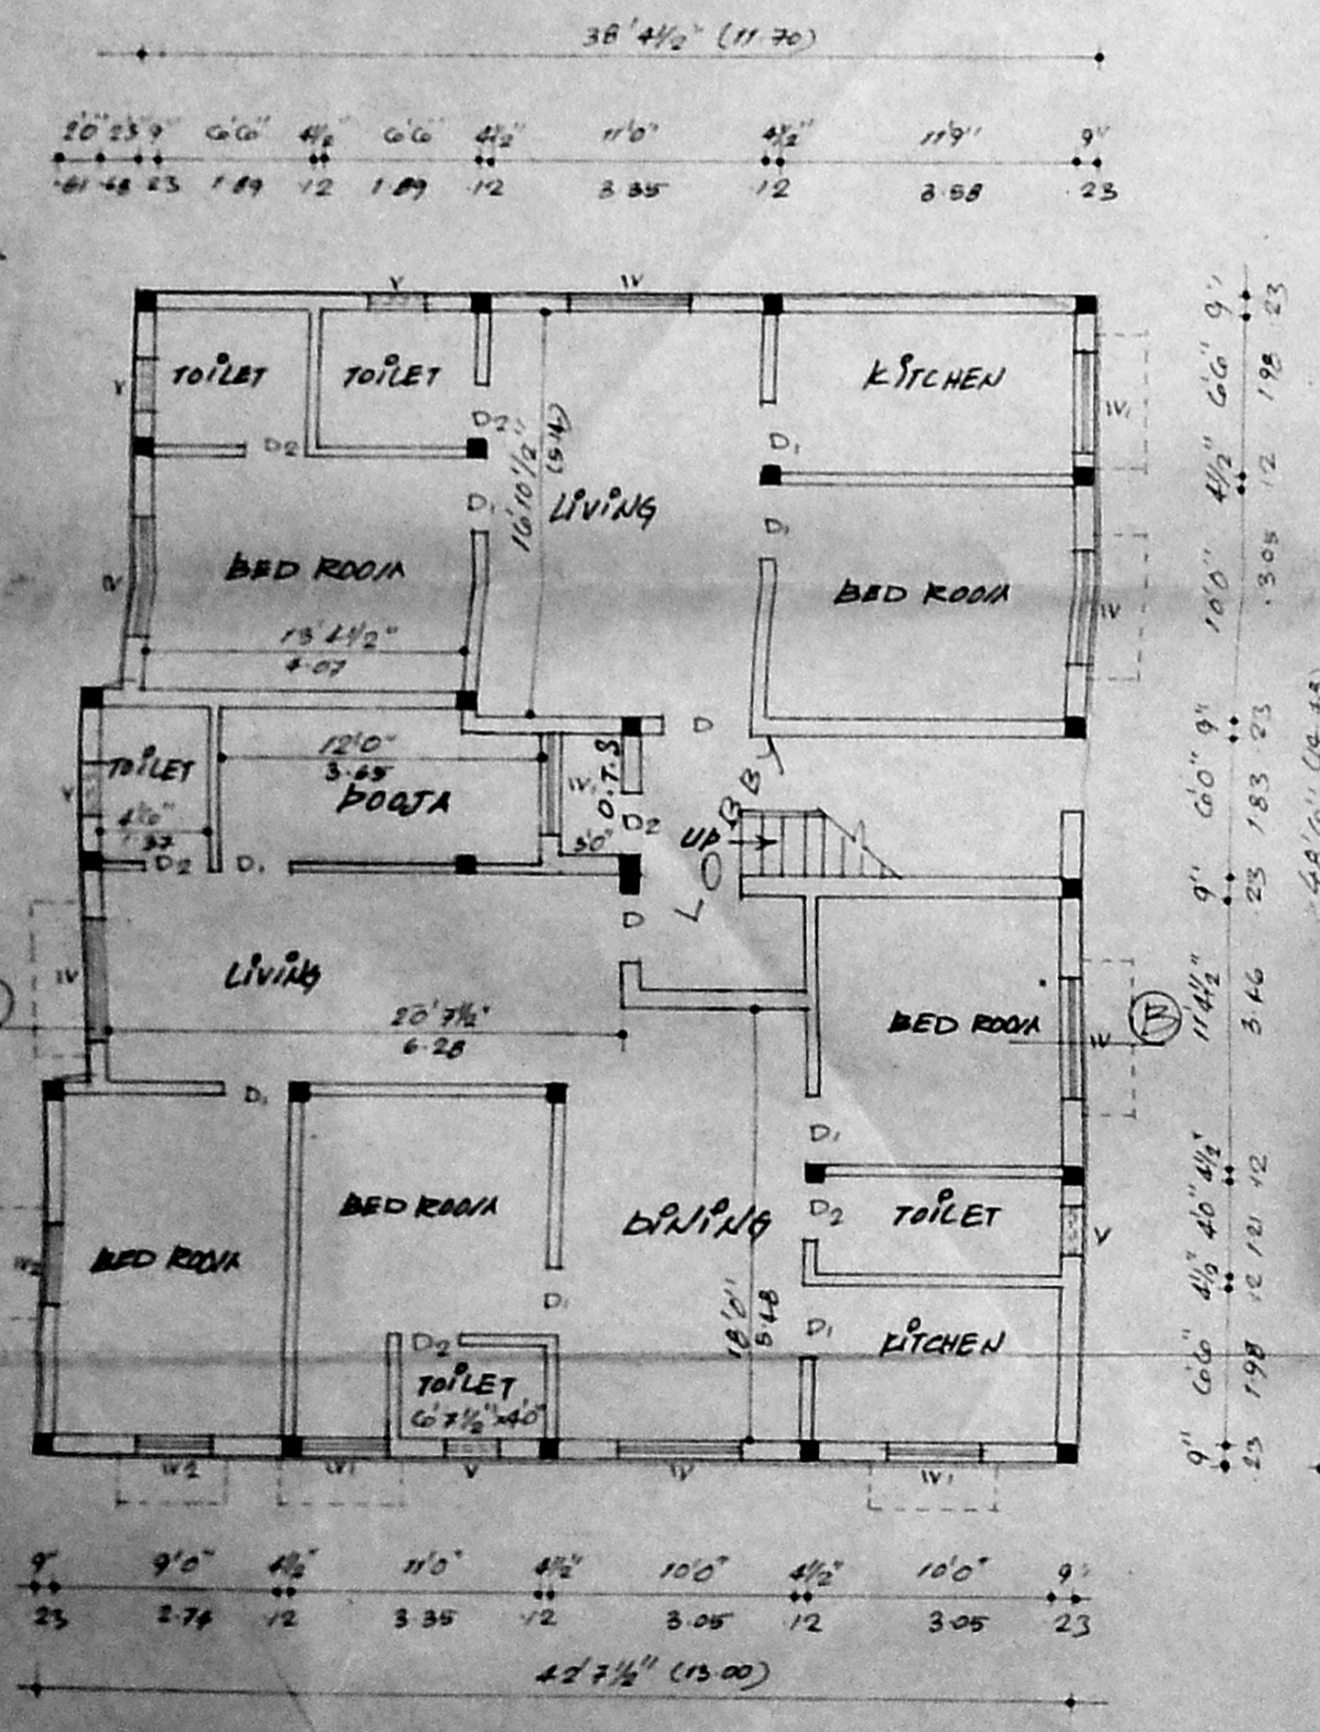 38'4½" (11.70)
2'0" 2'3" 9" 6'6" 4½" 6'6" 4½" 11'0" 4½" 11'9" 9"
.61 .68 .23 1.89 .12 1.89 .12 3.35 .12 3.58 .23
V W
TOILET TOILET KITCHEN
V W1
D2 D2 D1
16'10½" (5.14)
D1 LIVING D
BED ROOM BED ROOM
W W
13'4½"
4.07
D
12'0"
3.65
TOILET POOJA W1 O.T.S LOBBY
V 4'6"
1.37
D2 UP
3'0"
D2 D1
D
LIVING
W
20'7½"
6.28
BED ROOM
W B
D1
D1
BED ROOM DINING D2 TOILET V
BED ROOM
W2
D1 18'0" 5.48 D1 KITCHEN
D2
TOILET
6'7½"x4'0"
W2 W1 V W W1
9" 9'0" 4½" 11'0" 4½" 10'0" 4½" 10'0" 9"
23 2.74 .12 3.35 .12 3.05 .12 3.05 .23
42'7½" (13.00)
9" 6'6" 4½" 10'0" 9" 6'0" 9" 11'4½" 4½" 4'0" 4½" 6'6" 9"
.23 1.98 .12 .3.05 .23 1.83 .23 3.46 .12 1.21 .12 1.98 .23